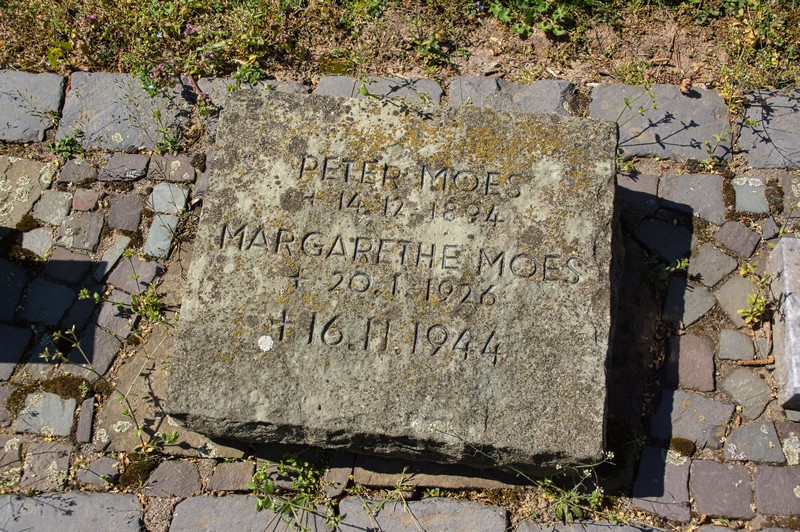 PETER MOES
* 14.12.1894
MARGARETHE MOES
* 20.1.1926
† 16.11.1944